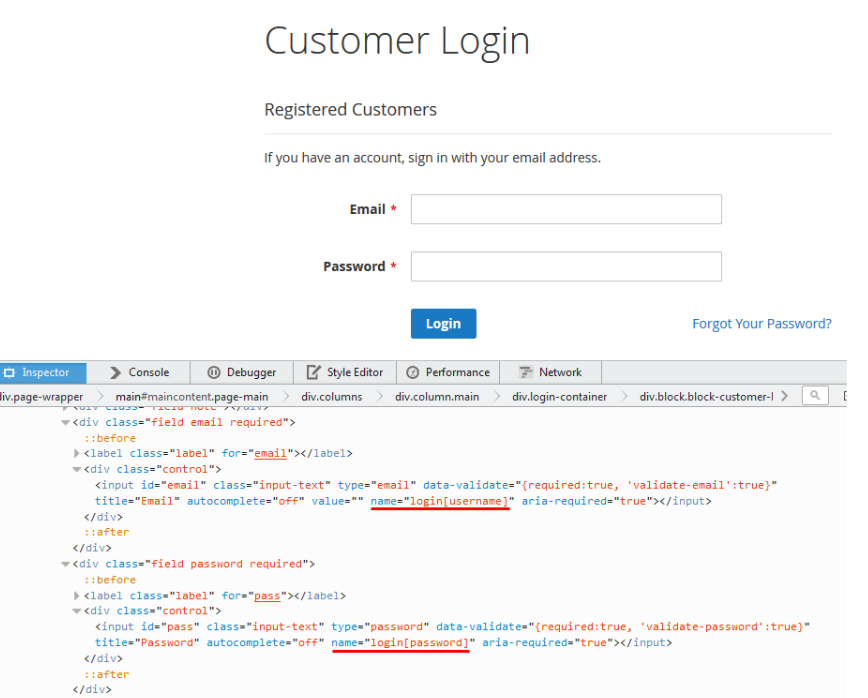 Customer Login
Registered Customers
If you have an account, sign in with your email address.
Email *
Password *
Login Forgot Your Password?
Inspector Console Debugger Style Editor Performance Network
div.page-wrapper main#maincontent.page-main div.columns div.column.main div.login-container div.block.block-customer-l
<div class="field note"></div>
<div class="field email required">
::before
<label class="label" for="email"></label>
<div class="control">
<input id="email" class="input-text" type="email" data-validate="{required:true, 'validate-email':true}"
title="Email" autocomplete="off" value="" name="login[username]" aria-required="true"></input>
</div>
::after
</div>
<div class="field password required">
::before
<label class="label" for="pass"></label>
<div class="control">
<input id="pass" class="input-text" type="password" data-validate="{required:true, 'validate-password':true}"
title="Password" autocomplete="off" name="login[password]" aria-required="true"></input>
</div>
::after
</div>